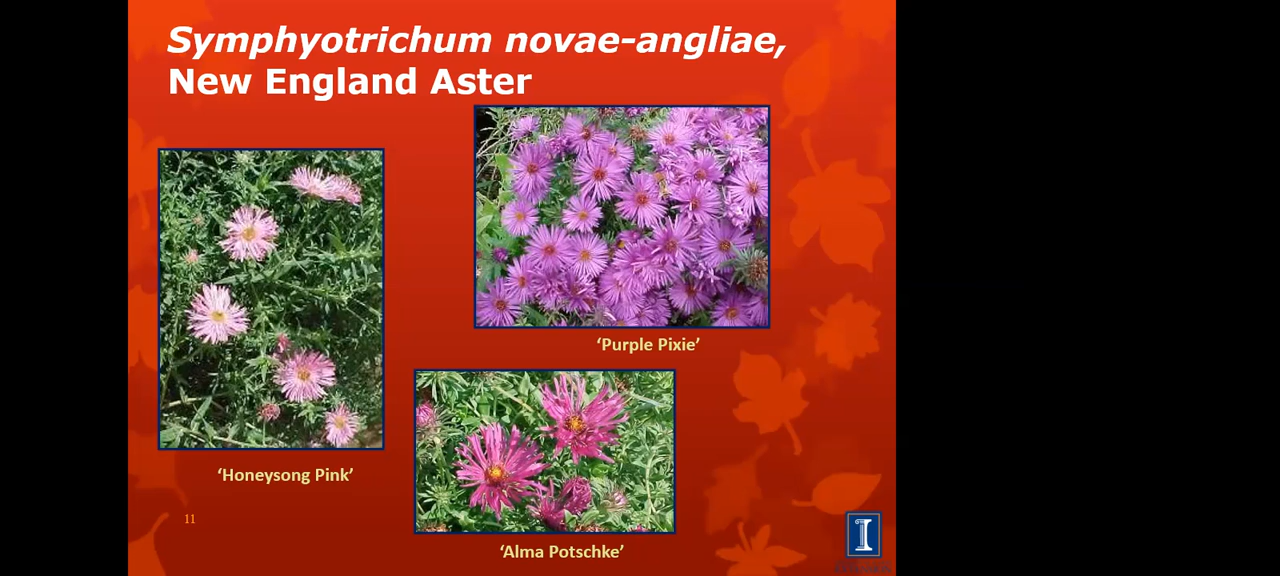 Symphyotrichum novae-angliae,
New England Aster
‘Purple Pixie’
‘Honeysong Pink’
‘Alma Potschke’
11
I